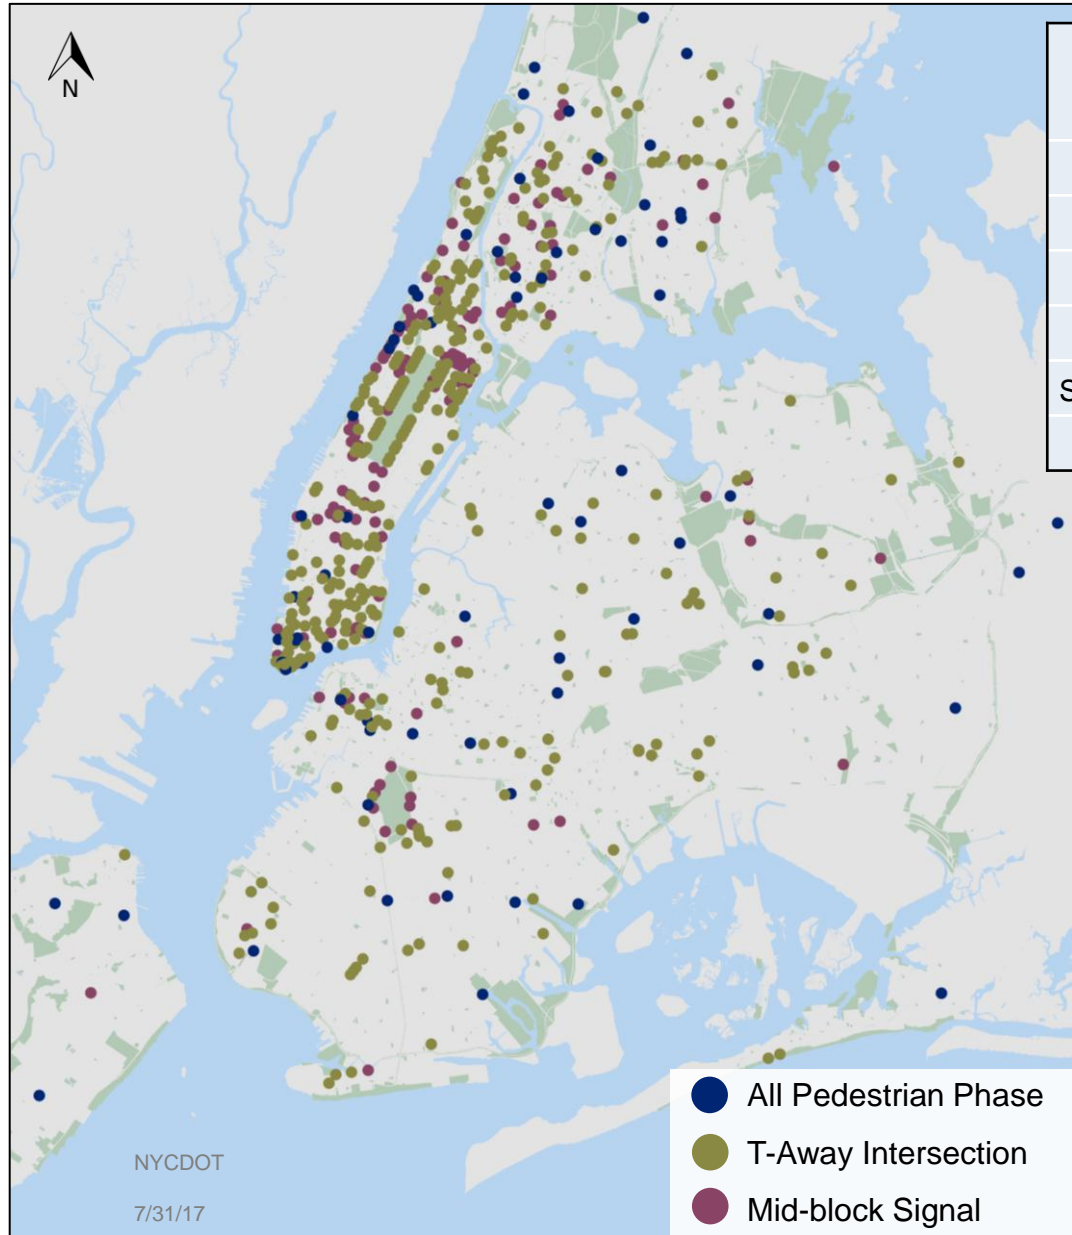 N
S
All Pedestrian Phase
T-Away Intersection
Mid-block Signal
NYCDOT
7/31/17